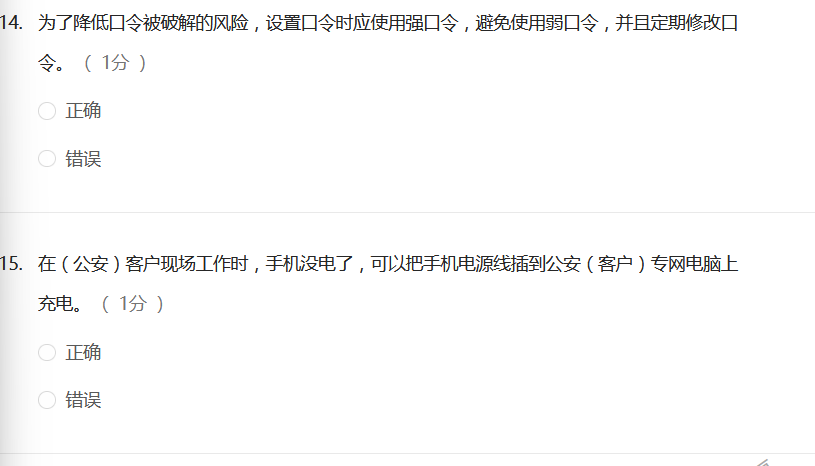 14. 为了降低口令被破解的风险，设置口令时应使用强口令，避免使用弱口令，并且定期修改口
令。（ 1分 ）
正确
错误
15. 在（公安）客户现场工作时，手机没电了，可以把手机电源线插到公安（客户）专网电脑上
充电。（ 1分 ）
正确
错误